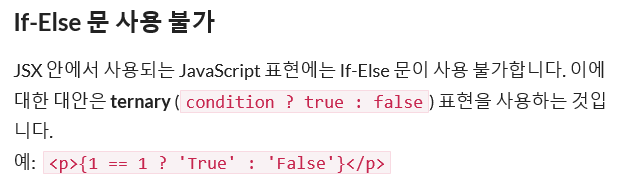 If-Else 문 사용 불가
JSX 안에서 사용되는 JavaScript 표현에는 If-Else 문이 사용 불가합니다. 이에
대한 대안은 ternary ( condition ? true : false ) 표현을 사용하는 것입
니다.
예: <p>{1 == 1 ? 'True' : 'False'}</p>